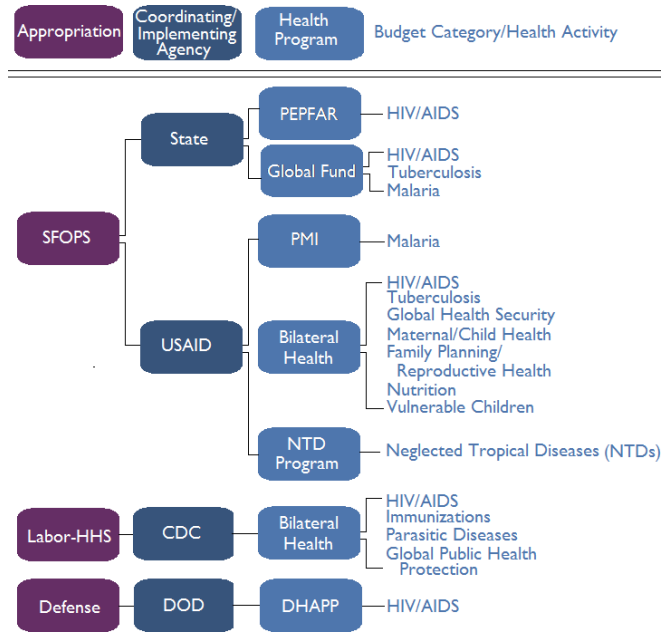 Appropriation
Coordinating/
Implementing
Agency
Health
Program
Budget Category/Health Activity
SFOPS
State
PEPFAR
HIV/AIDS
Global Fund
HIV/AIDS
Tuberculosis
Malaria
USAID
PMI
Malaria
Bilateral
Health
HIV/AIDS
Tuberculosis
Global Health Security
Maternal/Child Health
Family Planning/
Reproductive Health
Nutrition
Vulnerable Children
NTD
Program
Neglected Tropical Diseases (NTDs)
Labor-HHS
CDC
Bilateral
Health
HIV/AIDS
Immunizations
Parasitic Diseases
Global Public Health
Protection
Defense
DOD
DHAPP
HIV/AIDS